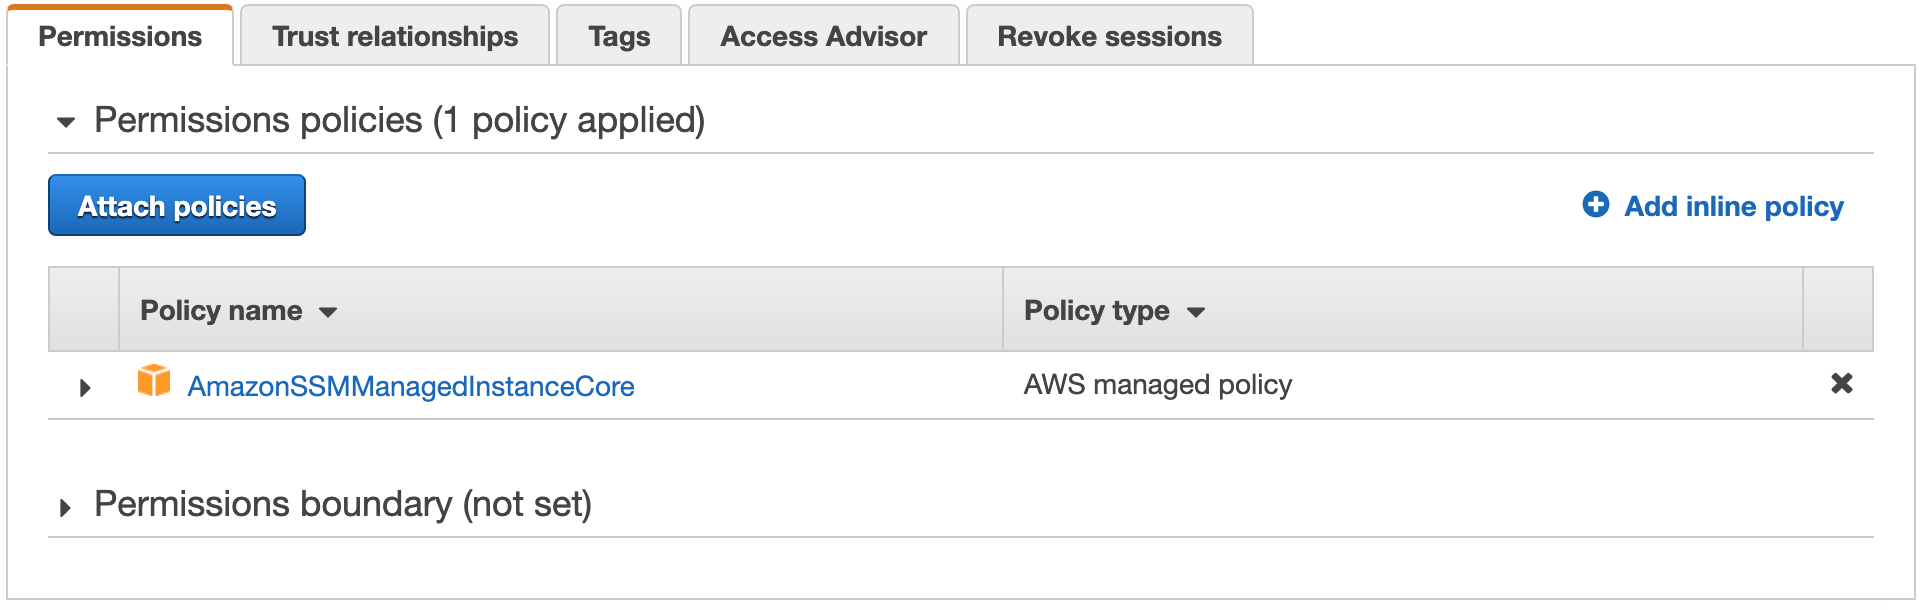 Permissions Trust relationships Tags Access Advisor Revoke sessions
Permissions policies (1 policy applied)
Attach policies Add inline policy
Policy name Policy type
AmazonSSMManagedInstanceCore AWS managed policy
Permissions boundary (not set)